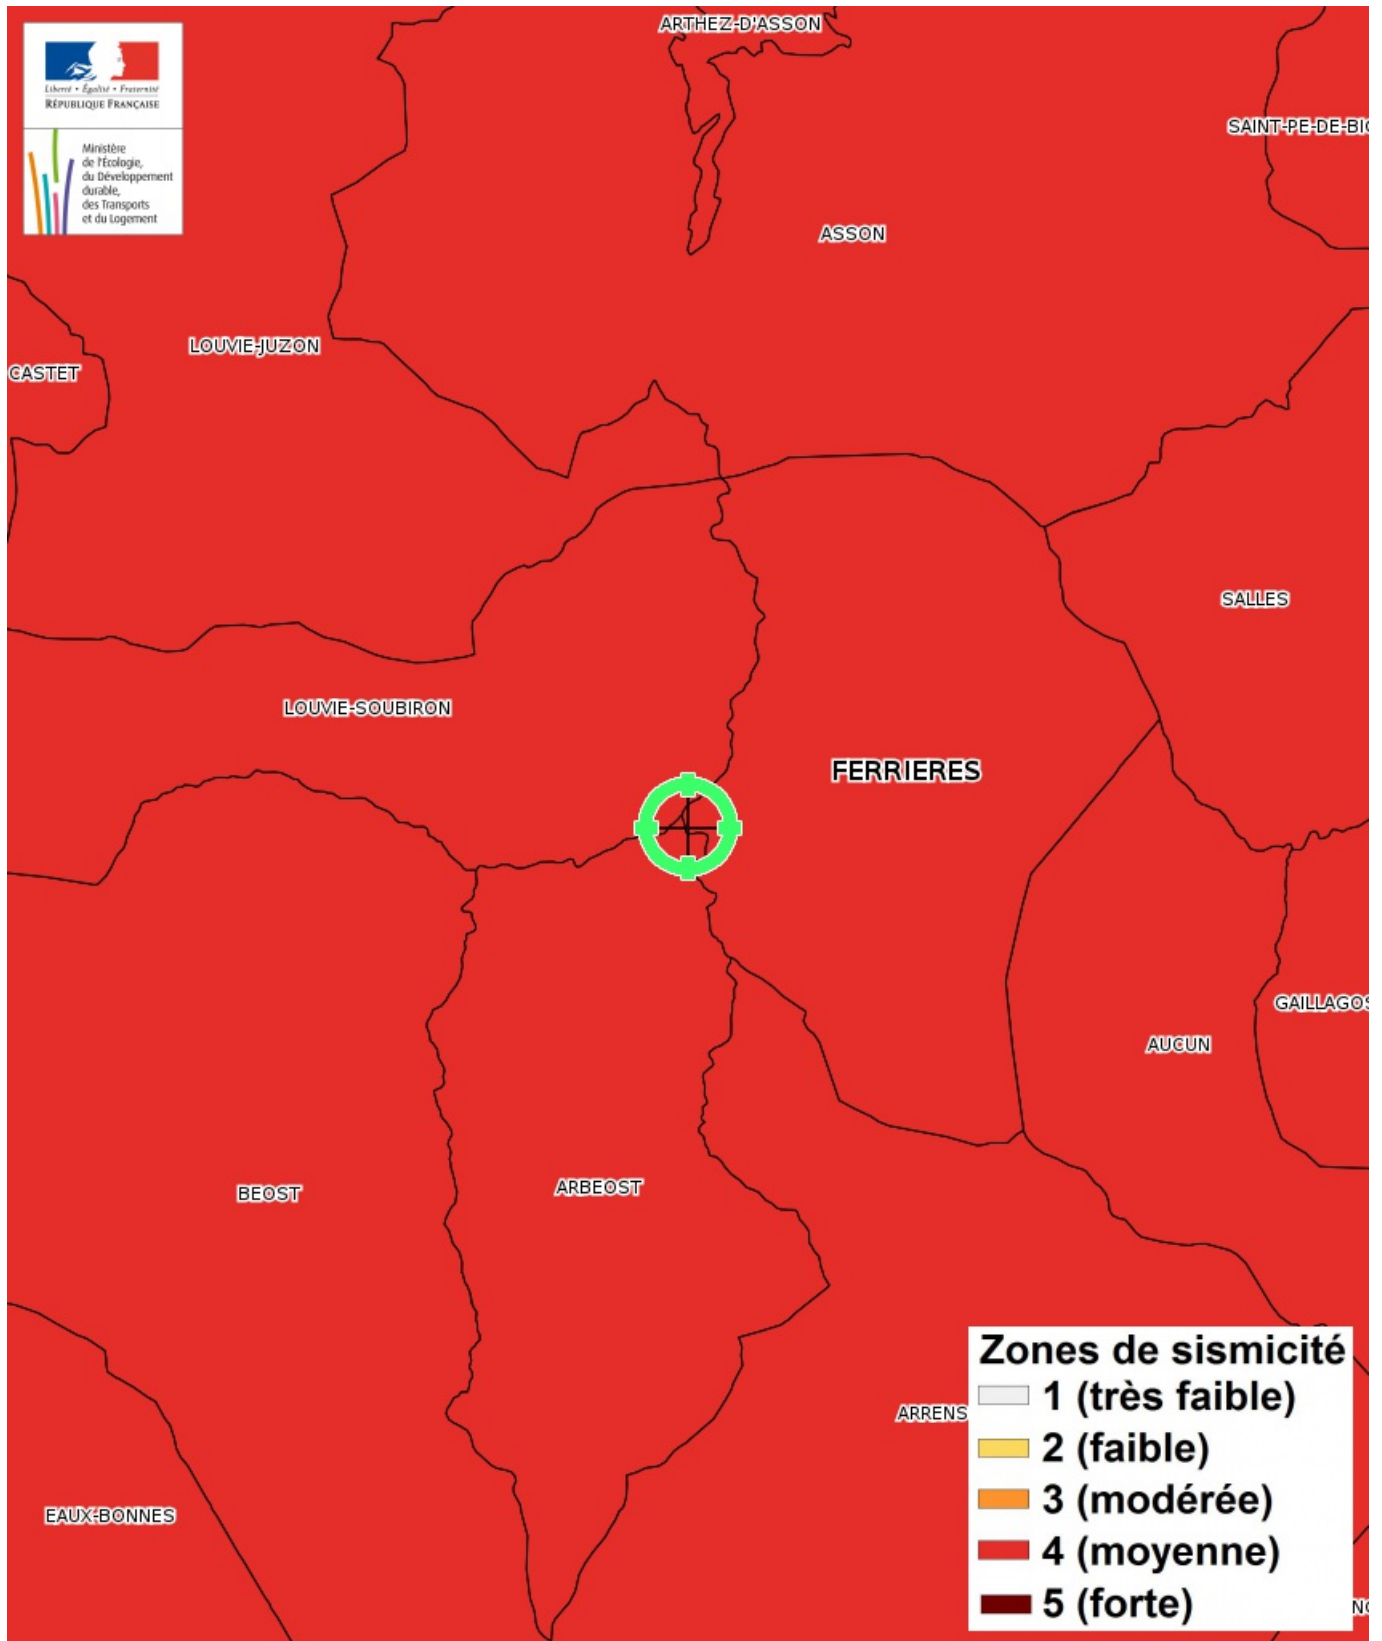 ARTHEZ-D'ASSON
Liberté • Égalité • Fraternité
RÉPUBLIQUE FRANÇAISE
Ministère
de l'Écologie,
du Développement
durable,
des Transports
et du Logement
SAINT-PE-DE-BIG
ASSON
LOUVIE-JUZON
CASTET
SALLES
LOUVIE-SOUBIRON
FERRIERES
GAILLAGOS
AUCUN
ARBEOST
BEOST
Zones de sismicité
1 (très faible)
ARRENS
2 (faible)
3 (modérée)
EAUX-BONNES
4 (moyenne)
5 (forte)